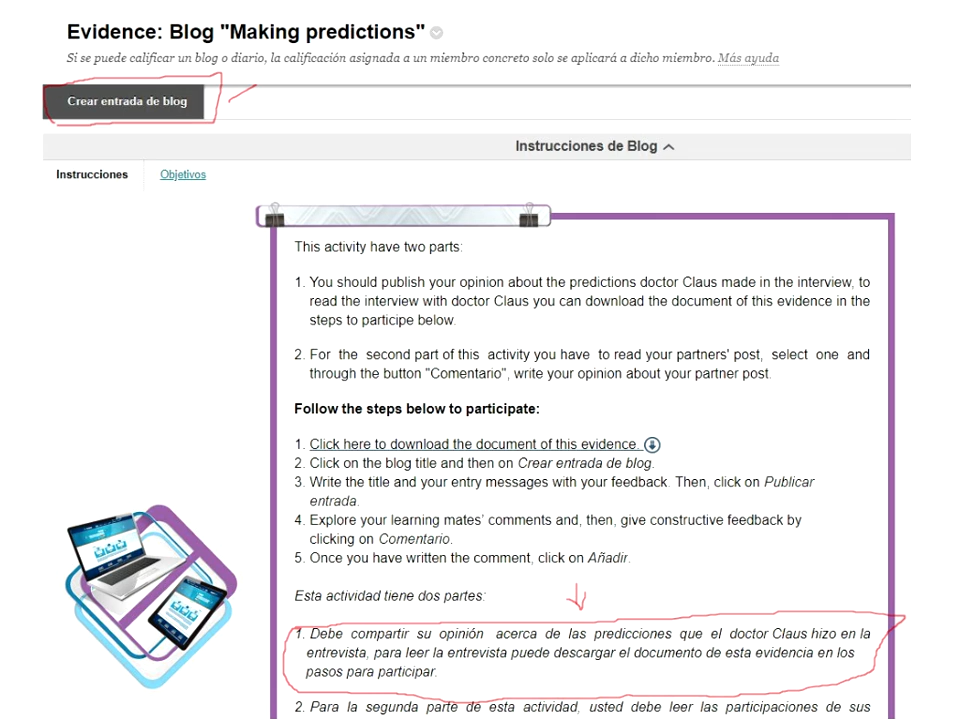 Evidence: Blog "Making predictions"
Si se puede calificar un blog o diario, la calificación asignada a un miembro concreto solo se aplicará a dicho miembro. Más ayuda
Crear entrada de blog
Instrucciones de Blog
Instrucciones Objetivos
This activity have two parts:
1. You should publish your opinion about the predictions doctor Claus made in the interview, to
read the interview with doctor Claus you can download the document of this evidence in the
steps to participe below.
2. For the second part of this activity you have to read your partners' post, select one and
through the button "Comentario", write your opinion about your partner post.
Follow the steps below to participate:
1. Click here to download the document of this evidence.
2. Click on the blog title and then on Crear entrada de blog.
3. Write the title and your entry messages with your feedback. Then, click on Publicar
entrada.
4. Explore your learning mates' comments and, then, give constructive feedback by
clicking on Comentario.
5. Once you have written the comment, click on Añadir.
Esta actividad tiene dos partes:
1. Debe compartir su opinión acerca de las predicciones que el doctor Claus hizo en la
entrevista, para leer la entrevista puede descargar el documento de esta evidencia en los
pasos para participar.
2. Para la segunda parte de esta actividad, usted debe leer las participaciones de sus